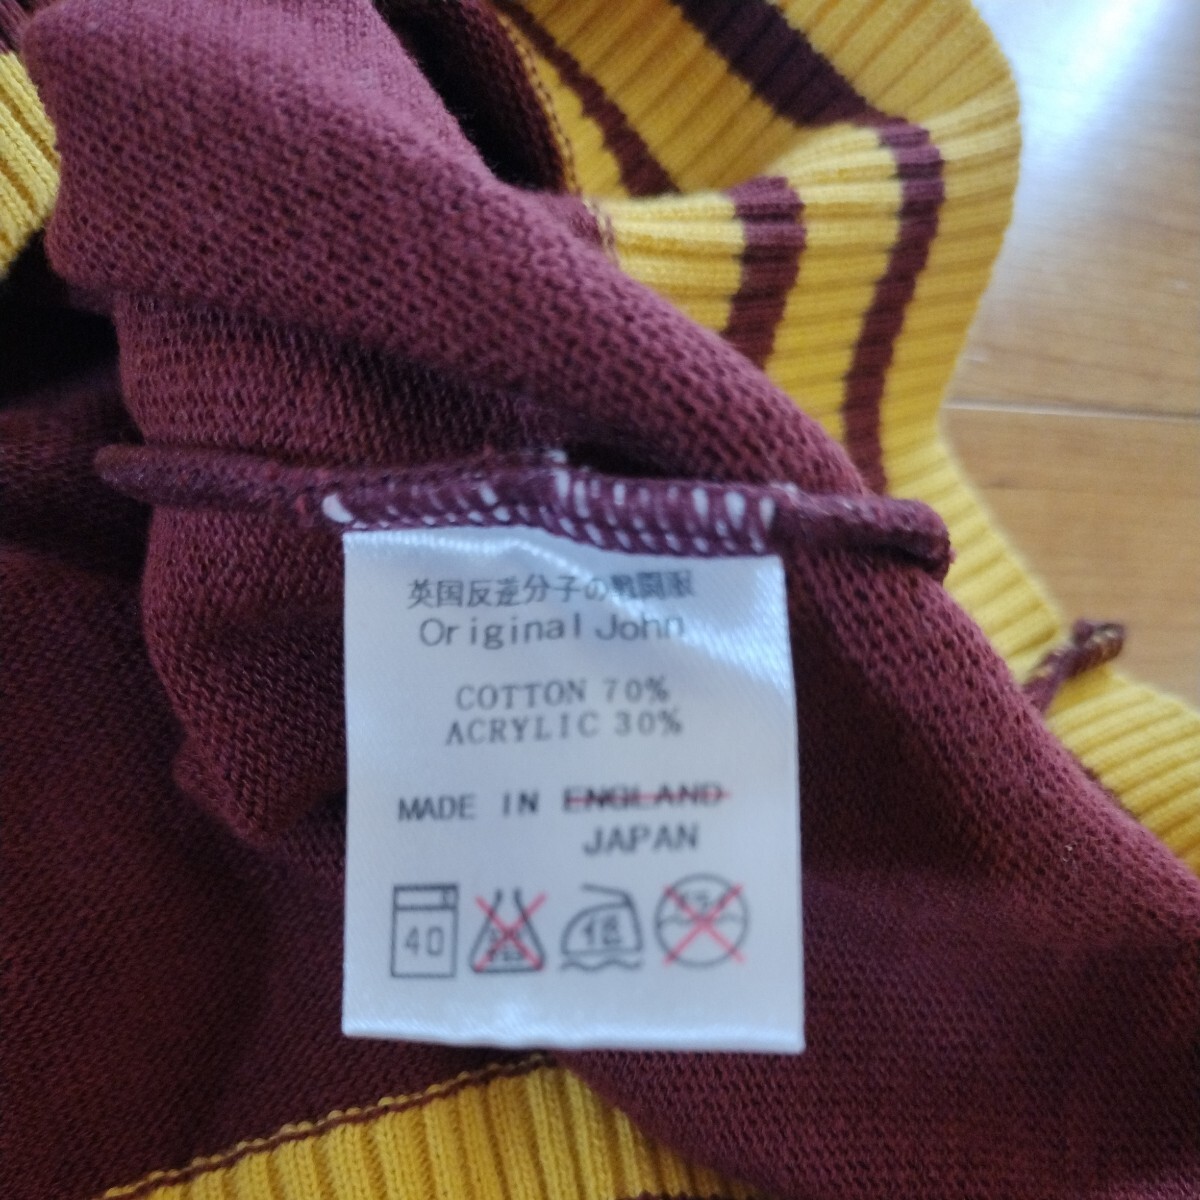 英国反逆分子の戦闘服
Original John
COTTON 70%
ACRYLIC 30%
MADE IN ENGLAND
JAPAN
40